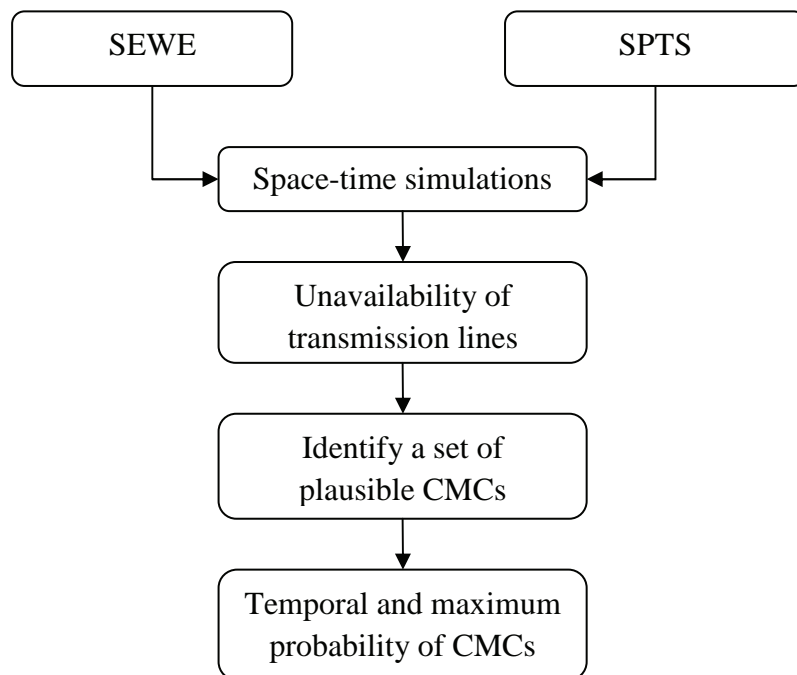 SEWE
SPTS
Space-time simulations
Unavailability of
transmission lines
Identify a set of
plausible CMCs
Temporal and maximum
probability of CMCs